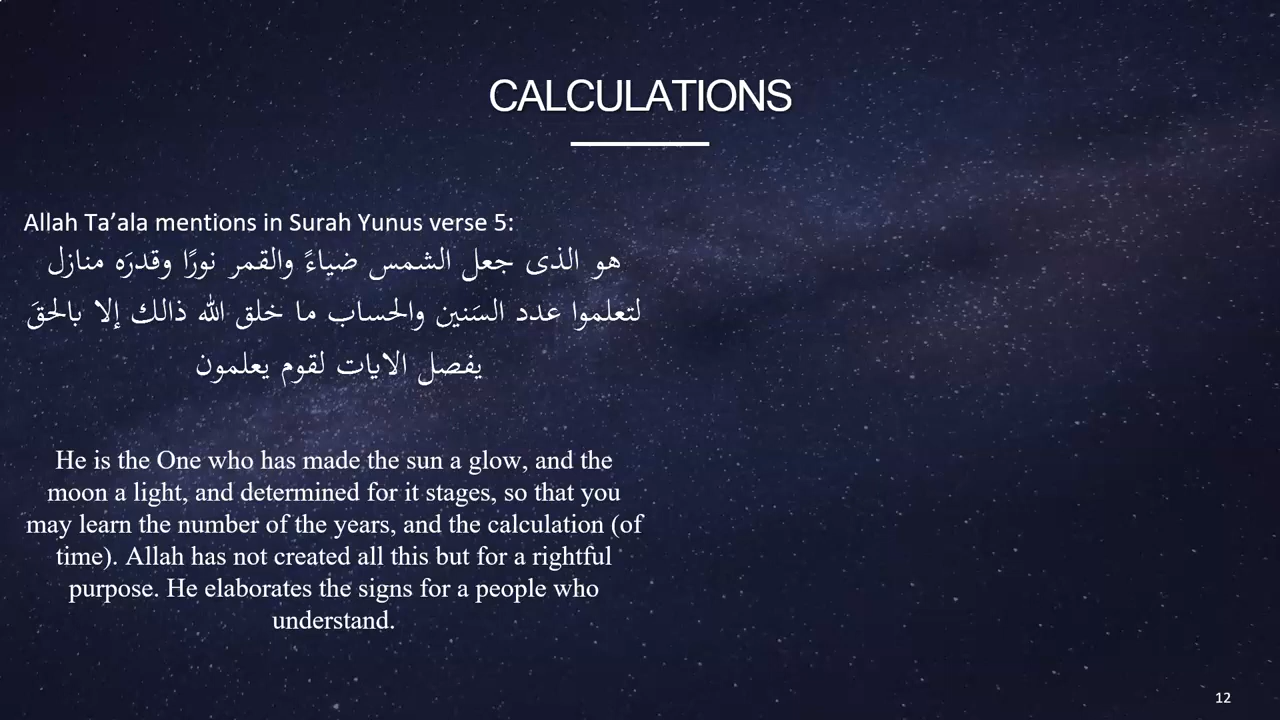 CALCULATIONS
Allah Ta’ala mentions in Surah Yunus verse 5:
هو الذى جعل الشمس ضياءً والقمر نورًا وقدرَه منازل
لتعلموا عدد السَنين والحساب ما خلق الله ذالك إلا بالحقَ
يفصل الايات لقوم يعلمون
He is the One who has made the sun a glow, and the
moon a light, and determined for it stages, so that you
may learn the number of the years, and the calculation (of
time). Allah has not created all this but for a rightful
purpose. He elaborates the signs for a people who
understand.
12